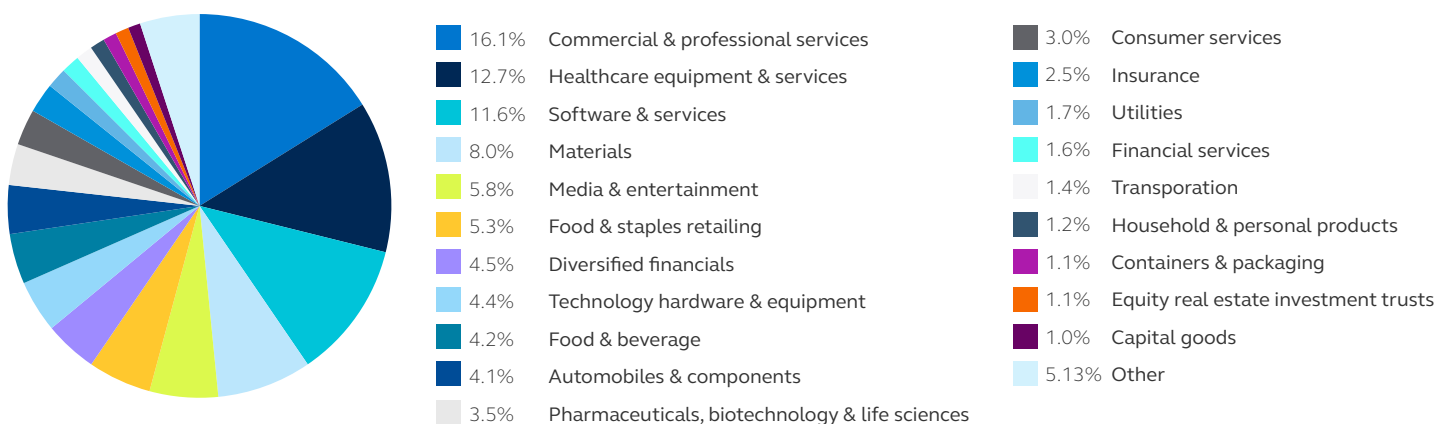 16.1% Commercial & professional services
12.7% Healthcare equipment & services
11.6% Software & services
8.0% Materials
5.8% Media & entertainment
5.3% Food & staples retailing
4.5% Diversified financials
4.4% Technology hardware & equipment
4.2% Food & beverage
4.1% Automobiles & components
3.5% Pharmaceuticals, biotechnology & life sciences
3.0% Consumer services
2.5% Insurance
1.7% Utilities
1.6% Financial services
1.4% Transporation
1.2% Household & personal products
1.1% Containers & packaging
1.1% Equity real estate investment trusts
1.0% Capital goods
5.13% Other